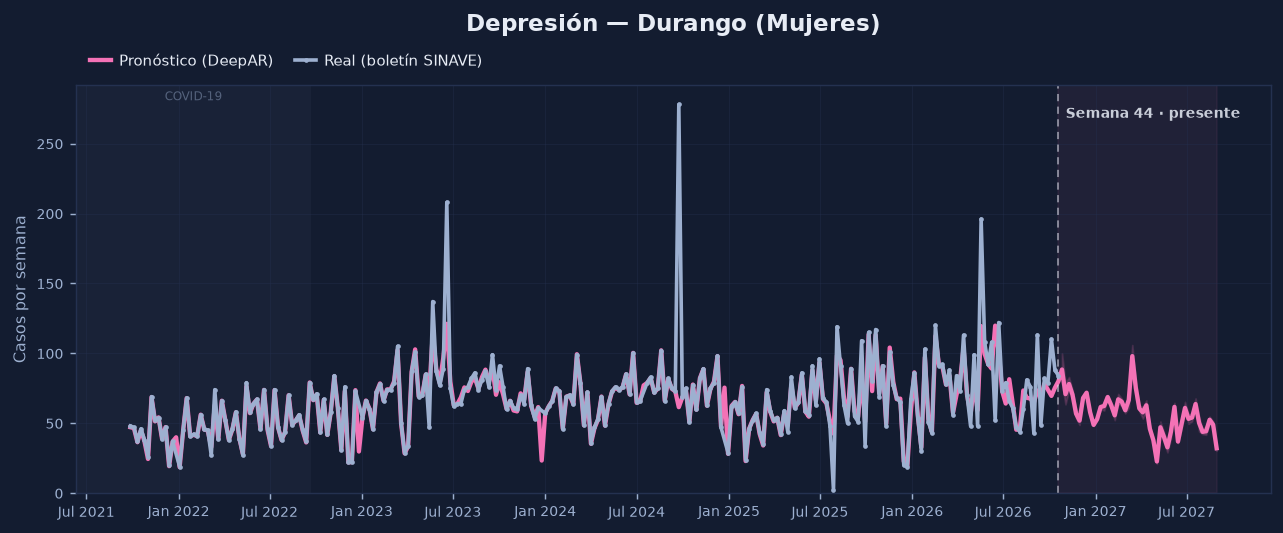 Depresión — Durango (Mujeres)
Pronóstico (DeepAR)
Real (boletín SINAVE)
COVID-19
Semana 44 · presente
Casos por semana
250
200
150
100
50
0
Jul 2021
Jan 2022
Jul 2022
Jan 2023
Jul 2023
Jan 2024
Jul 2024
Jan 2025
Jul 2025
Jan 2026
Jul 2026
Jan 2027
Jul 2027